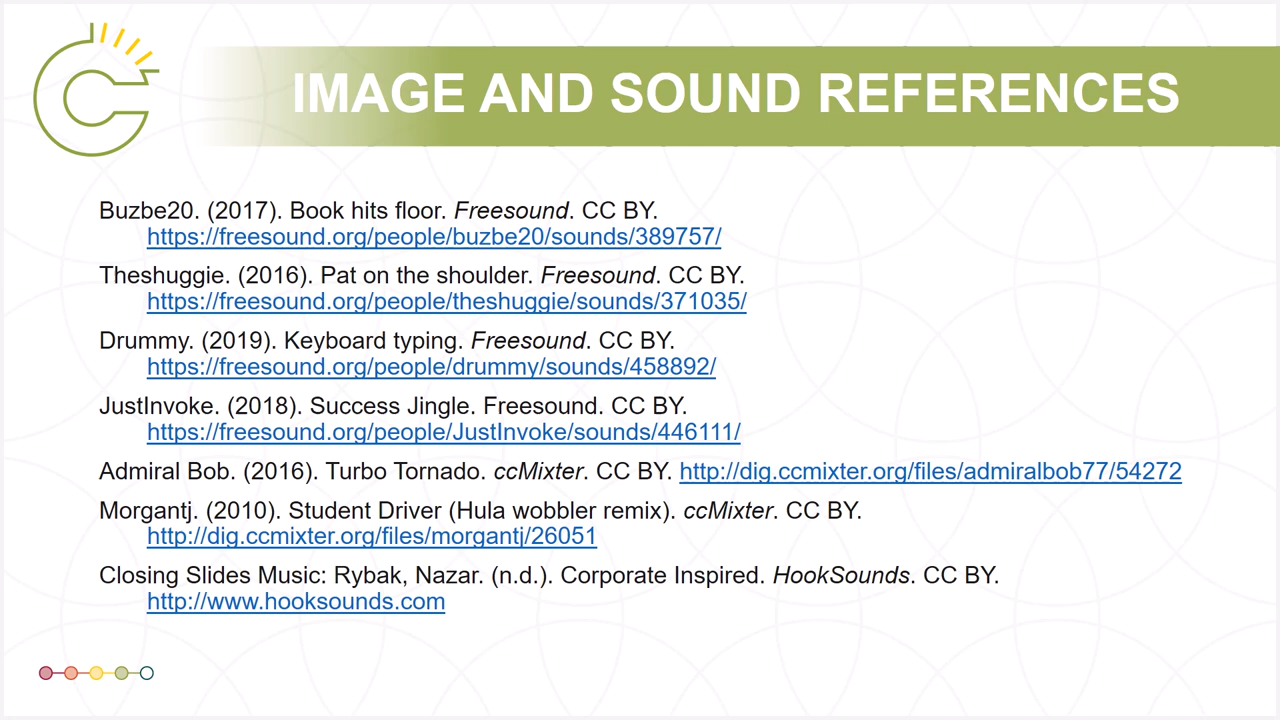 IMAGE AND SOUND REFERENCES
Buzbe20. (2017). Book hits floor. Freesound. CC BY.
https://freesound.org/people/buzbe20/sounds/389757/
Theshuggie. (2016). Pat on the shoulder. Freesound. CC BY.
https://freesound.org/people/theshuggie/sounds/371035/
Drummy. (2019). Keyboard typing. Freesound. CC BY.
https://freesound.org/people/drummy/sounds/458892/
JustInvoke. (2018). Success Jingle. Freesound. CC BY.
https://freesound.org/people/JustInvoke/sounds/446111/
Admiral Bob. (2016). Turbo Tornado. ccMixter. CC BY. http://dig.ccmixter.org/files/admiralbob77/54272
Morgantj. (2010). Student Driver (Hula wobbler remix). ccMixter. CC BY.
http://dig.ccmixter.org/files/morgantj/26051
Closing Slides Music: Rybak, Nazar. (n.d.). Corporate Inspired. HookSounds. CC BY.
http://www.hooksounds.com